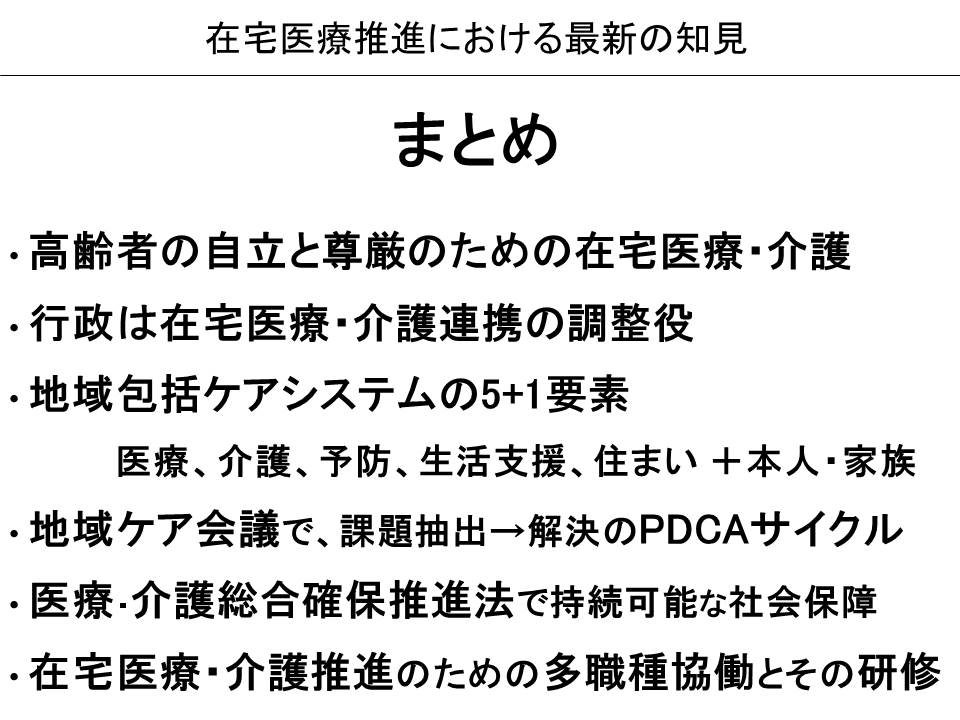 在宅医療推進における最新の知見
まとめ
・高齢者の自立と尊厳のための在宅医療・介護
・行政は在宅医療・介護連携の調整役
・地域包括ケアシステムの5+1要素
医療、介護、予防、生活支援、住まい ＋本人・家族
・地域ケア会議で、課題抽出→解決のPDCAサイクル
・医療・介護総合確保推進法で持続可能な社会保障
・在宅医療・介護推進のための多職種協働とその研修